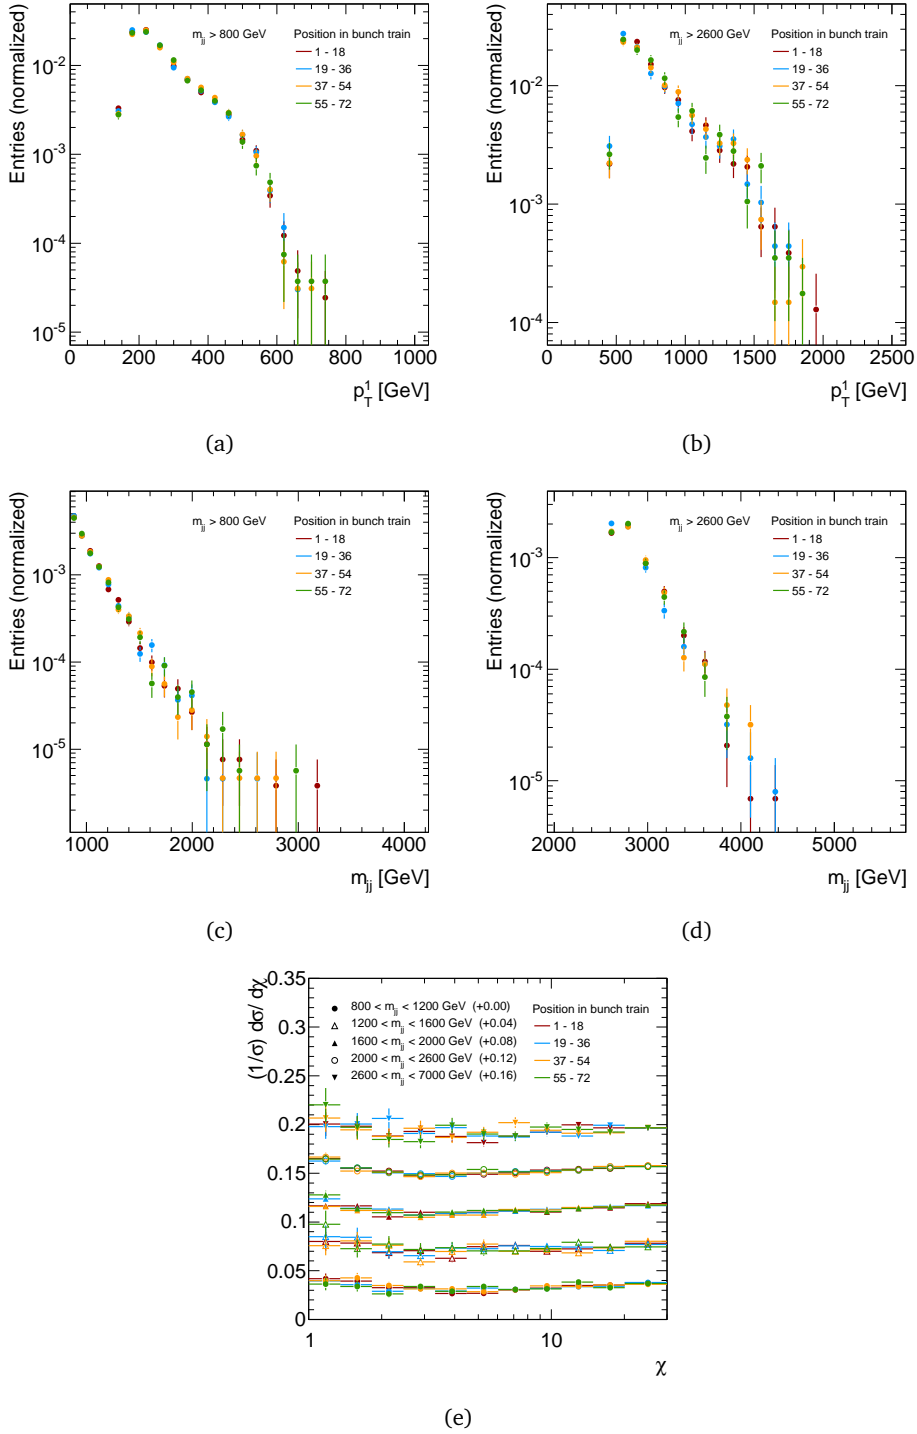 Entries (normalized)
m_jj > 800 GeV
Position in bunch train
1 - 18
19 - 36
37 - 54
55 - 72
10^-2
10^-3
10^-4
10^-5
0 200 400 600 800 1000
p_T^1 [GeV]
(a)
Entries (normalized)
m_jj > 2600 GeV
Position in bunch train
1 - 18
19 - 36
37 - 54
55 - 72
10^-2
10^-3
10^-4
0 500 1000 1500 2000 2500
p_T^1 [GeV]
(b)
Entries (normalized)
m_jj > 800 GeV
Position in bunch train
1 - 18
19 - 36
37 - 54
55 - 72
10^-3
10^-4
10^-5
1000 2000 3000 4000
m_jj [GeV]
(c)
Entries (normalized)
m_jj > 2600 GeV
Position in bunch train
1 - 18
19 - 36
37 - 54
55 - 72
10^-3
10^-4
10^-5
2000 3000 4000 5000
m_jj [GeV]
(d)
(1/σ) dσ/dχ
800 < m_jj < 1200 GeV (+0.00)
1200 < m_jj < 1600 GeV (+0.04)
1600 < m_jj < 2000 GeV (+0.08)
2000 < m_jj < 2600 GeV (+0.12)
2600 < m_jj < 7000 GeV (+0.16)
Position in bunch train
1 - 18
19 - 36
37 - 54
55 - 72
0.35
0.3
0.25
0.2
0.15
0.1
0.05
0
1 10
χ
(e)